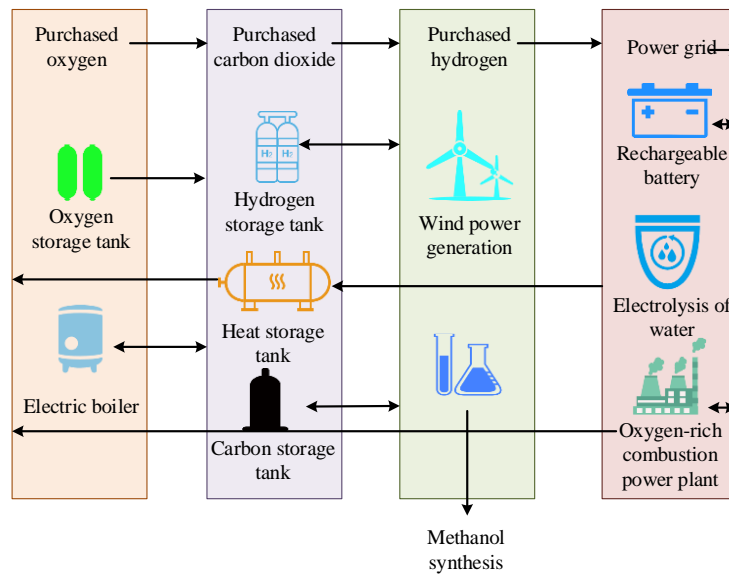 Purchased
oxygen
Purchased
carbon dioxide
Purchased
hydrogen
Power grid
H2 H2
Rechargeable
battery
Oxygen
storage tank
Hydrogen
storage tank
Wind power
generation
Electrolysis of
water
Heat storage
tank
Electric boiler
Carbon storage
tank
Oxygen-rich
combustion
power plant
Methanol
synthesis